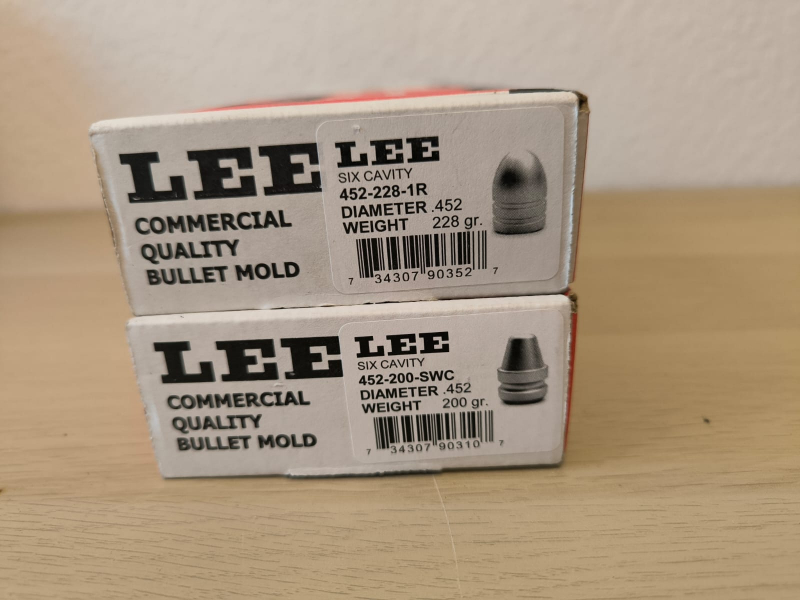 LEE
COMMERCIAL
QUALITY
BULLET MOLD
LEE
SIX CAVITY
452-228-1R
DIAMETER .452
WEIGHT 228 gr.
7 34307 90352 7
LEE
COMMERCIAL
QUALITY
BULLET MOLD
LEE
SIX CAVITY
452-200-SWC
DIAMETER .452
WEIGHT 200 gr.
7 34307 90310 7